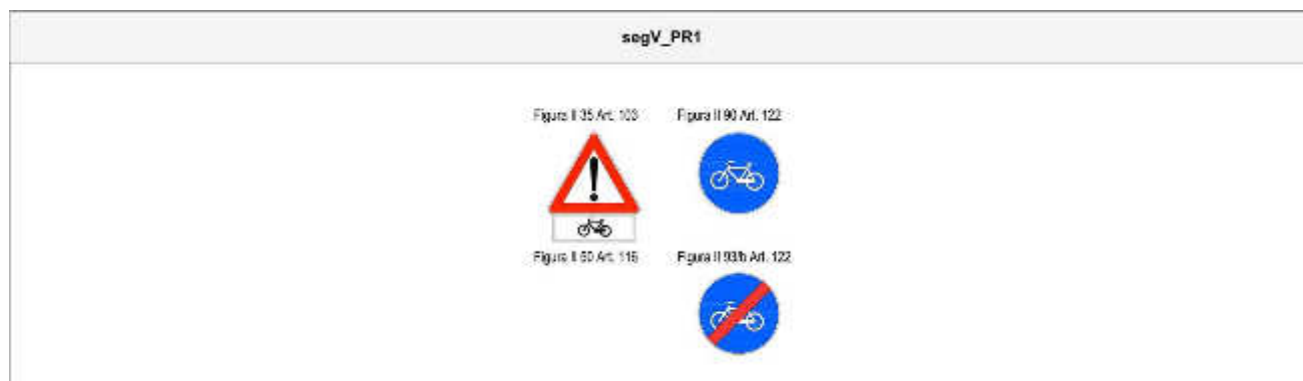 segV_PR1
Figura II 35 Art. 103
Figura II 90 Art. 122
Figura II 50 Art. 116
Figura II 93/b Art. 122